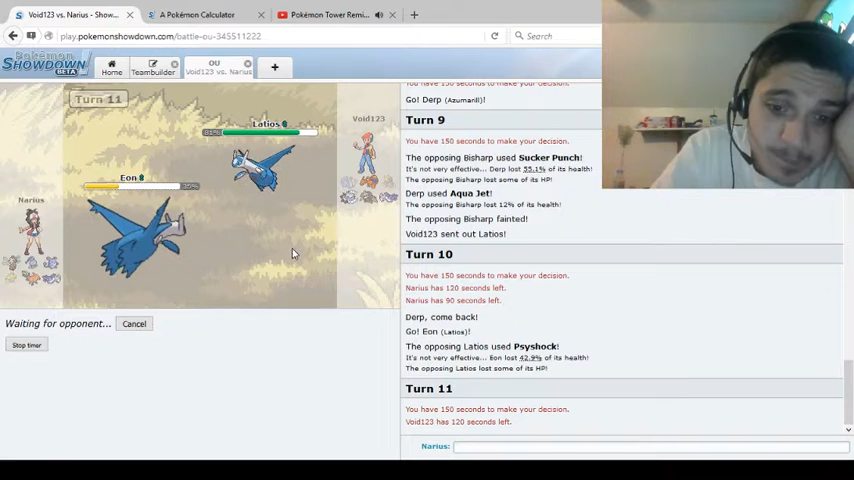 Void123 vs. Narius - Show...
A Pokémon Calculator
Pokémon Tower Remi...
play.pokemonshowdown.com/battle-ou-345511222
Search
Pokémon
SHOWDOWN
BETA
Home
Teambuilder
OU
Void123 vs. Narius
Turn 11
Latios
81%
Void123
Eon
35%
Narius
Waiting for opponent...
Cancel
Stop timer
You have 150 seconds to make your decision.
Go! Derp (Azumarill)!
Turn 9
You have 150 seconds to make your decision.
The opposing Bisharp used Sucker Punch!
It's not very effective... Derp lost 55.1% of its health!
The opposing Bisharp lost some of its HP!
Derp used Aqua Jet!
The opposing Bisharp lost 12% of its health!
The opposing Bisharp fainted!
Void123 sent out Latios!
Turn 10
You have 150 seconds to make your decision.
Narius has 120 seconds left.
Narius has 90 seconds left.
Derp, come back!
Go! Eon (Latios)!
The opposing Latios used Psyshock!
It's not very effective... Eon lost 42.9% of its health!
The opposing Latios lost some of its HP!
Turn 11
You have 150 seconds to make your decision.
Void123 has 120 seconds left.
Narius: